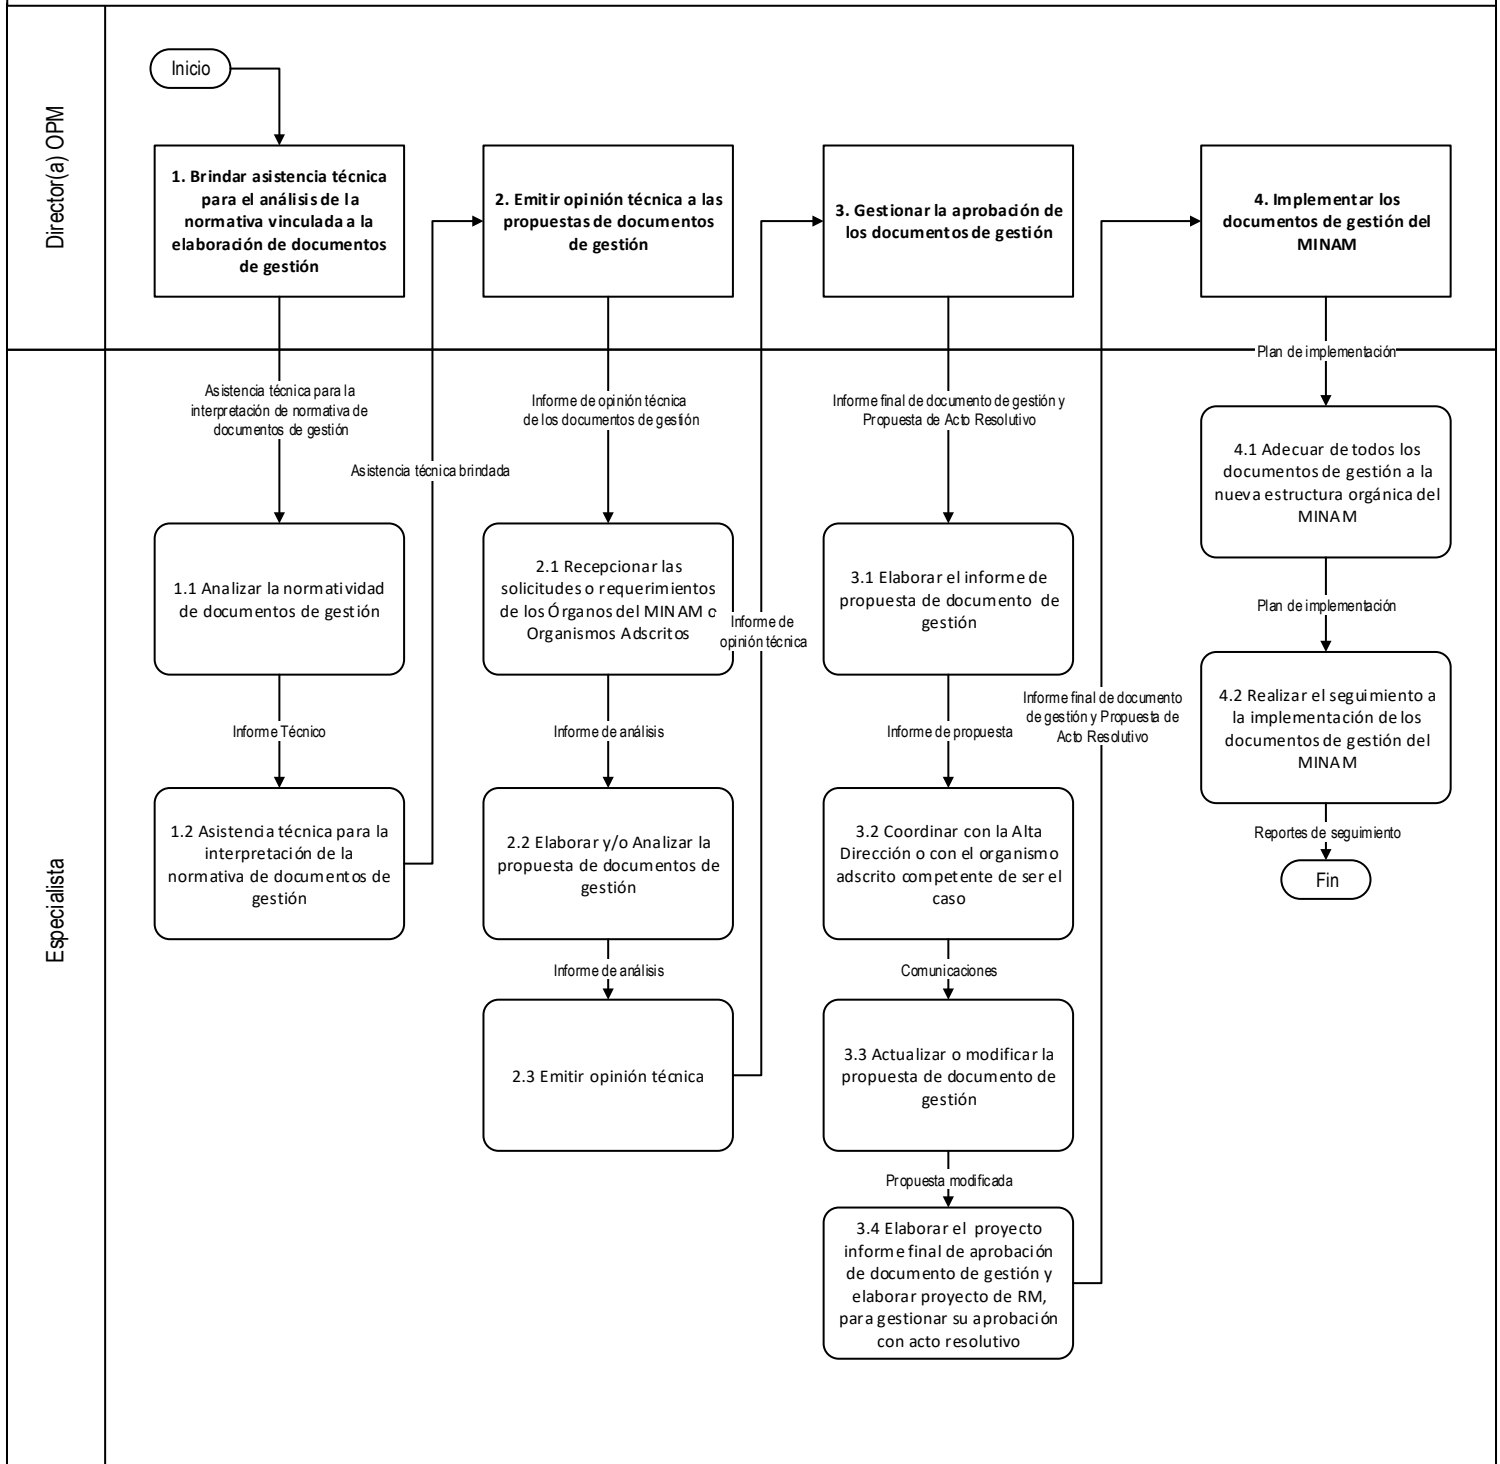 Director(a) OPM
Inicio
1. Brindar asistencia técnica
para el análisis de la
normativa vinculada a la
elaboración de documentos
de gestión
2. Emitir opinión técnica a las
propuestas de documentos
de gestión
3. Gestionar la aprobación de
los documentos de gestión
4. Implementar los
documentos de gestión del
MINAM
Especialista
Asistencia técnica para la
interpretación de normativa de
documentos de gestión
1.1 Analizar la normatividad
de documentos de gestión
Informe Técnico
1.2 Asistencia técnica para la
interpretación de la
normativa de documentos de
gestión
Asistencia técnica brindada
Informe de opinión técnica
de los documentos de gestión
2.1 Recepcionar las
solicitudes o requerimientos
de los Órganos del MINAM o
Organismos Adscritos
Informe de análisis
2.2 Elaborar y/o Analizar la
propuesta de documentos de
gestión
Informe de análisis
2.3 Emitir opinión técnica
Informe de
opinión técnica
Informe final de documento de gestión y
Propuesta de Acto Resolutivo
3.1 Elaborar el informe de
propuesta de documento de
gestión
Informe de propuesta
3.2 Coordinar con la Alta
Dirección o con el organismo
adscrito competente de ser el
caso
Comunicaciones
3.3 Actualizar o modificar la
propuesta de documento de
gestión
Propuesta modificada
3.4 Elaborar el proyecto
informe final de aprobación
de documento de gestión y
elaborar proyecto de RM,
para gestionar su aprobación
con acto resolutivo
Informe final de documento
de gestión y Propuesta de
Acto Resolutivo
Plan de implementación
4.1 Adecuar de todos los
documentos de gestión a la
nueva estructura orgánica del
MINAM
Plan de implementación
4.2 Realizar el seguimiento a
la implementación de los
documentos de gestión del
MINAM
Reportes de seguimiento
Fin